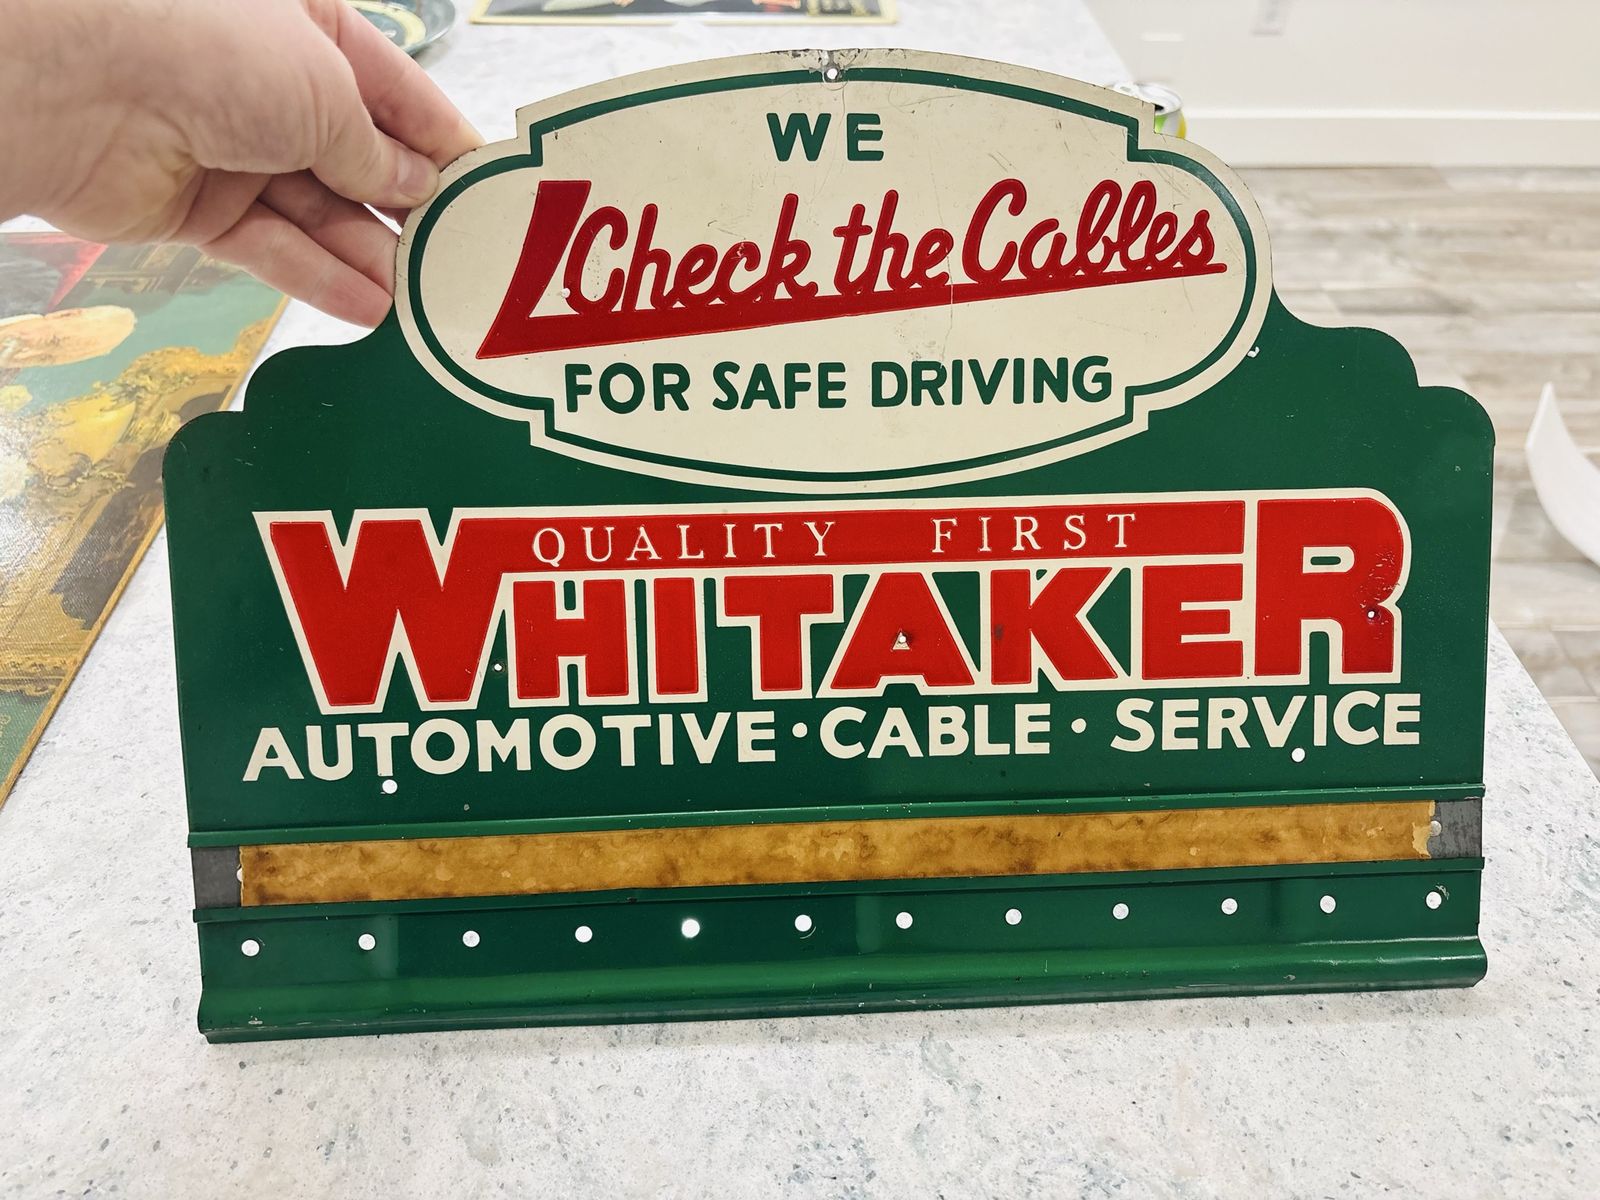 WE
Check the Cables
FOR SAFE DRIVING
QUALITY FIRST
WHITAKER
AUTOMOTIVE · CABLE · SERVICE